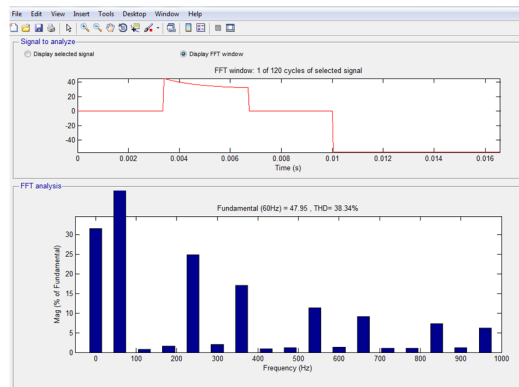 File Edit View Insert Tools Desktop Window Help
Signal to analyze
Display selected signal Display FFT window
FFT window: 1 of 120 cycles of selected signal
40
20
0
-20
-40
0 0.002 0.004 0.006 0.008 0.01 0.012 0.014 0.016
Time (s)
FFT analysis
Fundamental (60Hz) = 47.95 , THD= 38.34%
30
25
20
15
10
5
0
Mag (% of Fundamental)
0 100 200 300 400 500 600 700 800 900 1000
Frequency (Hz)